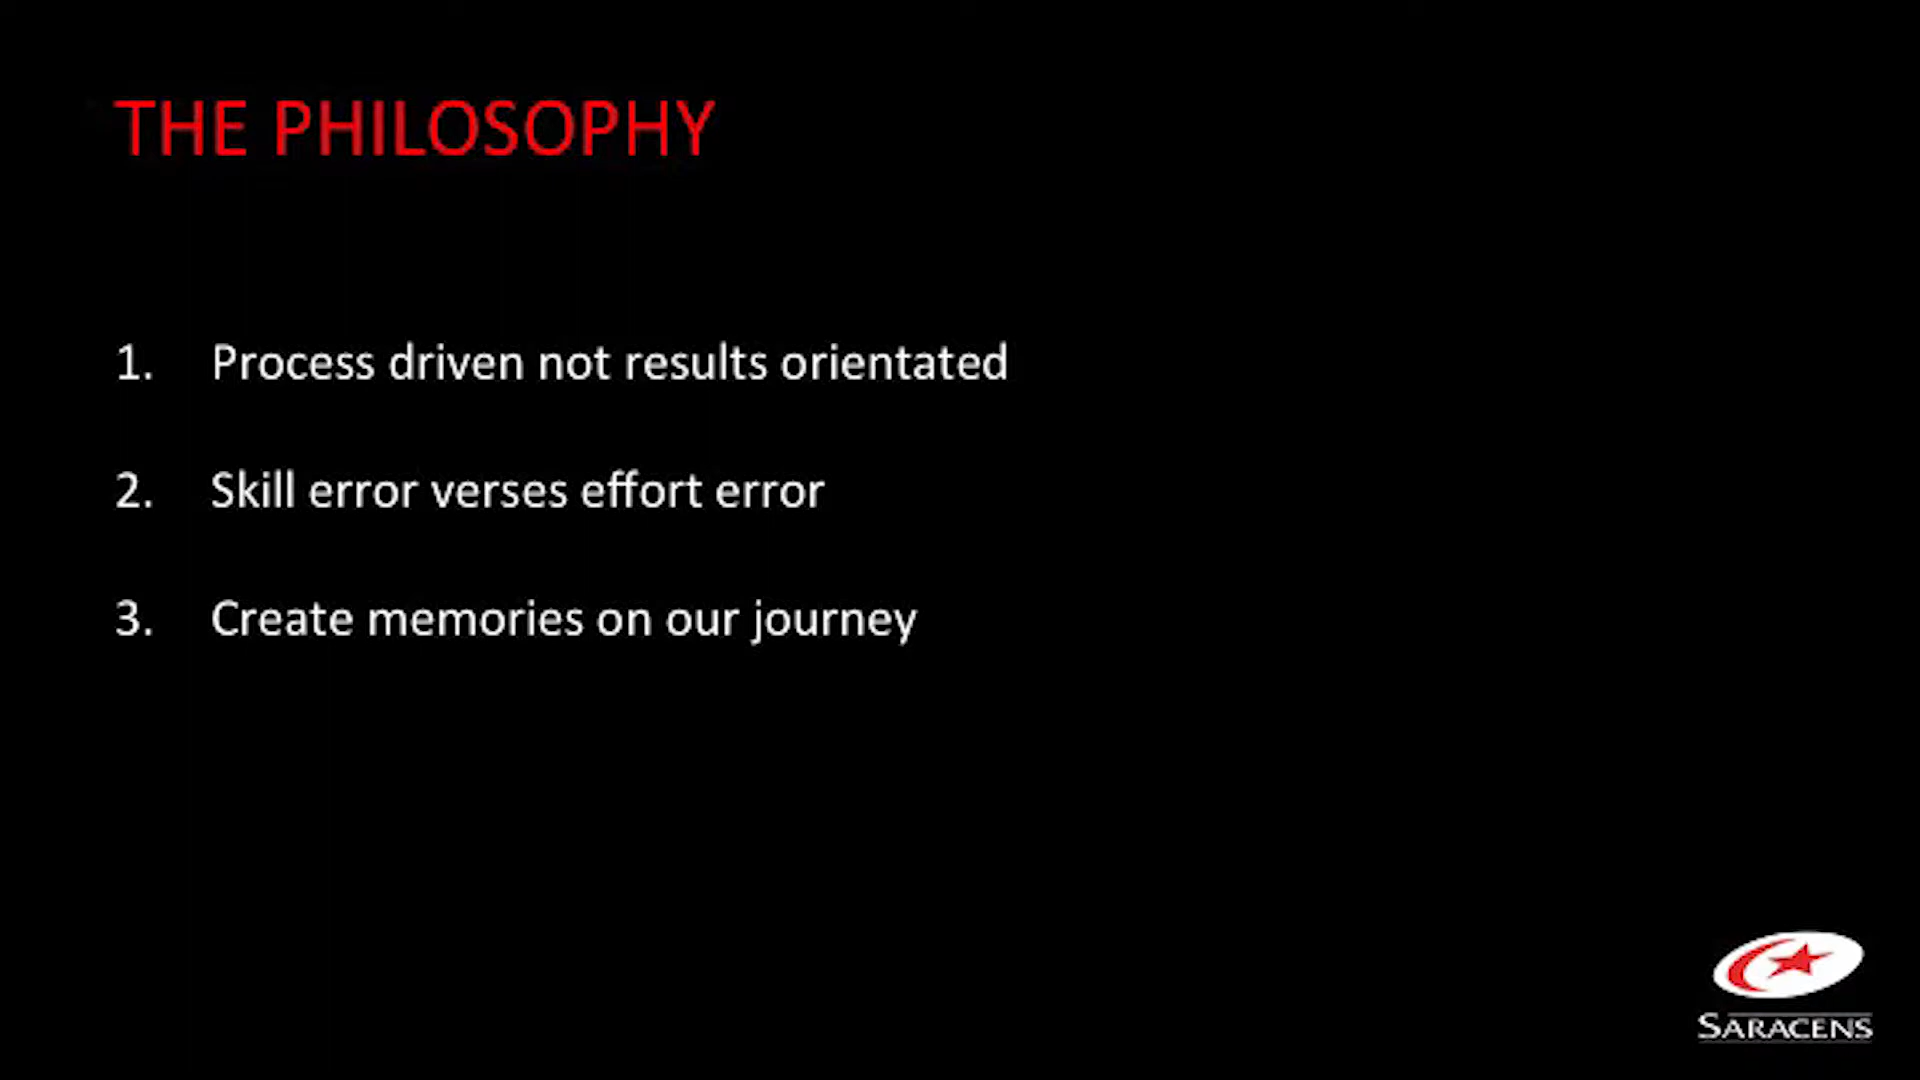 THE PHILOSOPHY
1. Process driven not results orientated
2. Skill error verses effort error
3. Create memories on our journey
SARACENS